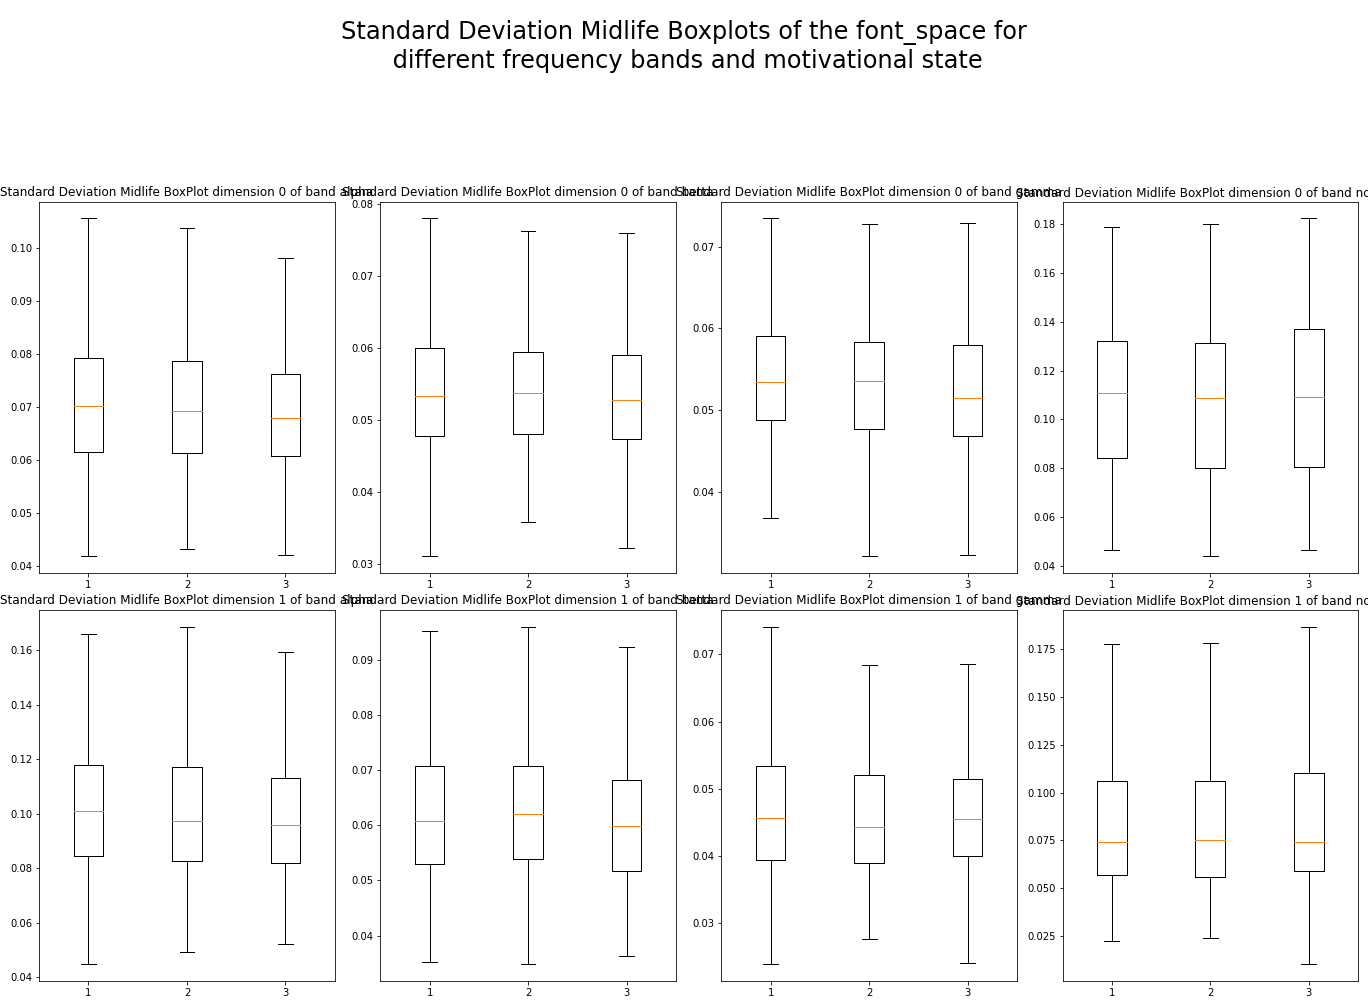 Standard Deviation Midlife Boxplots of the font_space for
different frequency bands and motivational state
Standard Deviation Midlife BoxPlot dimension 0 of band alpha
Standard Deviation Midlife BoxPlot dimension 0 of band beta
Standard Deviation Midlife BoxPlot dimension 0 of band gamma
Standard Deviation Midlife BoxPlot dimension 0 of band no
0.10
0.09
0.08
0.07
0.06
0.05
0.04
1 2 3
0.08
0.07
0.06
0.05
0.04
0.03
1 2 3
0.07
0.06
0.05
0.04
1 2 3
0.18
0.16
0.14
0.12
0.10
0.08
0.06
0.04
1 2 3
Standard Deviation Midlife BoxPlot dimension 1 of band alpha
Standard Deviation Midlife BoxPlot dimension 1 of band beta
Standard Deviation Midlife BoxPlot dimension 1 of band gamma
Standard Deviation Midlife BoxPlot dimension 1 of band no
0.16
0.14
0.12
0.10
0.08
0.06
0.04
1 2 3
0.09
0.08
0.07
0.06
0.05
0.04
1 2 3
0.07
0.06
0.05
0.04
0.03
1 2 3
0.175
0.150
0.125
0.100
0.075
0.050
0.025
1 2 3